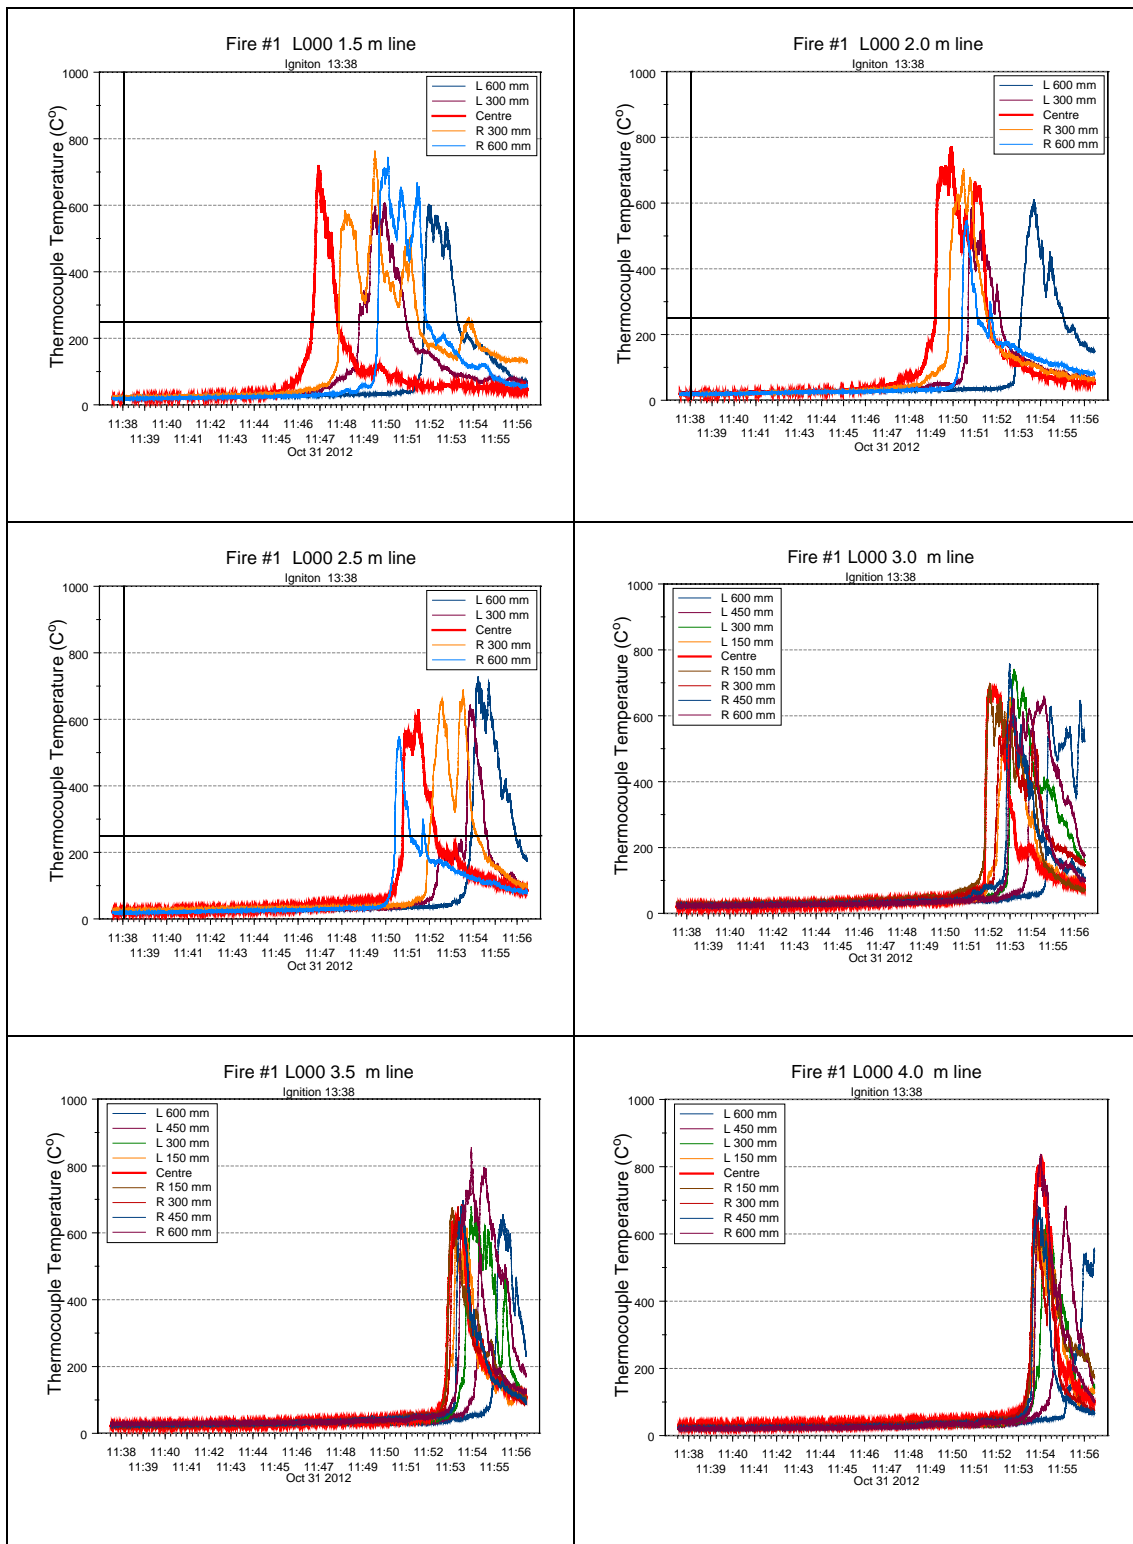 Fire #1 L000 1.5 m line
Igniton 13:38
Thermocouple Temperature (C⁰)
1000
800
600
400
200
0
L 600 mm
L 300 mm
Centre
R 300 mm
R 600 mm
11:38 11:40 11:42 11:44 11:46 11:48 11:50 11:52 11:54 11:56
11:39 11:41 11:43 11:45 11:47 11:49 11:51 11:53 11:55
Oct 31 2012
Fire #1 L000 2.0 m line
Igniton 13:38
Thermocouple Temperature (C⁰)
1000
800
600
400
200
0
L 600 mm
L 300 mm
Centre
R 300 mm
R 600 mm
11:38 11:40 11:42 11:44 11:46 11:48 11:50 11:52 11:54 11:56
11:39 11:41 11:43 11:45 11:47 11:49 11:51 11:53 11:55
Oct 31 2012
Fire #1 L000 2.5 m line
Igniton 13:38
Thermocouple Temperature (C⁰)
1000
800
600
400
200
0
L 600 mm
L 300 mm
Centre
R 300 mm
R 600 mm
11:38 11:40 11:42 11:44 11:46 11:48 11:50 11:52 11:54 11:56
11:39 11:41 11:43 11:45 11:47 11:49 11:51 11:53 11:55
Oct 31 2012
Fire #1 L000 3.0 m line
Ignition 13:38
Thermocouple Temperature (C⁰)
1000
800
600
400
200
0
L 600 mm
L 450 mm
L 300 mm
L 150 mm
Centre
R 150 mm
R 300 mm
R 450 mm
R 600 mm
11:38 11:40 11:42 11:44 11:46 11:48 11:50 11:52 11:54 11:56
11:39 11:41 11:43 11:45 11:47 11:49 11:51 11:53 11:55
Oct 31 2012
Fire #1 L000 3.5 m line
Ignition 13:38
Thermocouple Temperature (C⁰)
1000
800
600
400
200
0
L 600 mm
L 450 mm
L 300 mm
L 150 mm
Centre
R 150 mm
R 300 mm
R 450 mm
R 600 mm
11:38 11:40 11:42 11:44 11:46 11:48 11:50 11:52 11:54 11:56
11:39 11:41 11:43 11:45 11:47 11:49 11:51 11:53 11:55
Oct 31 2012
Fire #1 L000 4.0 m line
Ignition 13:38
Thermocouple Temperature (C⁰)
1000
800
600
400
200
0
L 600 mm
L 450 mm
L 300 mm
L 150 mm
Centre
R 150 mm
R 300 mm
R 450 mm
R 600 mm
11:38 11:40 11:42 11:44 11:46 11:48 11:50 11:52 11:54 11:56
11:39 11:41 11:43 11:45 11:47 11:49 11:51 11:53 11:55
Oct 31 2012